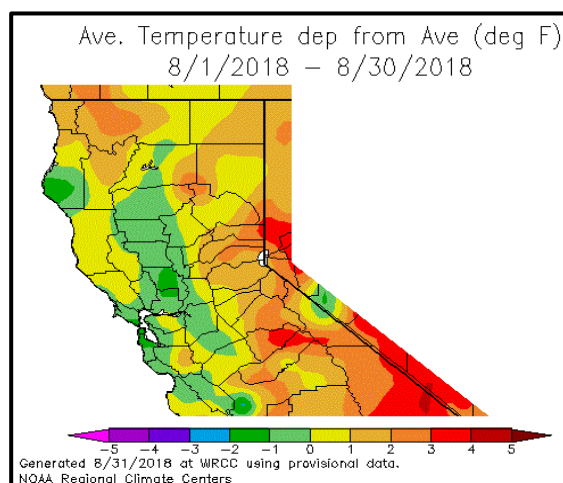 Ave. Temperature dep from Ave (deg F)
8/1/2018 – 8/30/2018
-5 -4 -3 -2 -1 0 1 2 3 4 5
Generated 8/31/2018 at WRCC using provisional data.
NOAA Regional Climate Centers